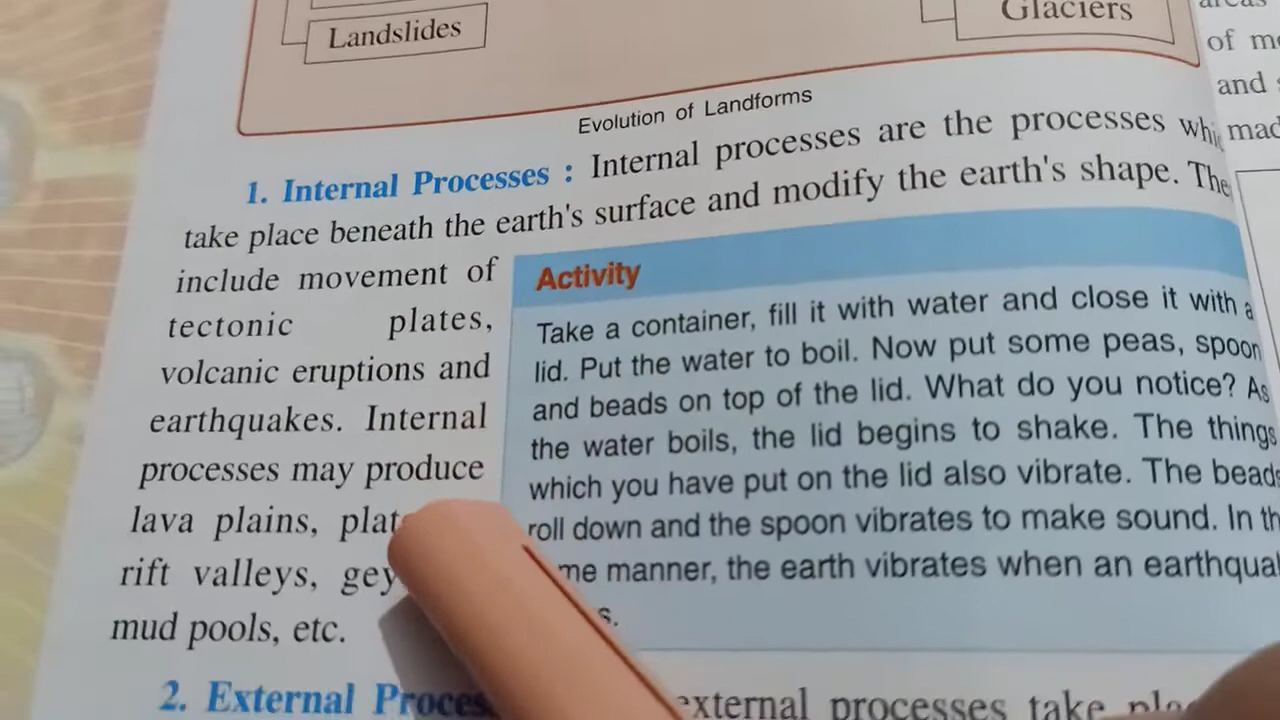 Landslides
Glaciers
of
and
Evolution of Landforms
1. Internal Processes : Internal processes are the processes
take place beneath the earth's surface and modify the earth's shape.
include movement of
tectonic plates,
volcanic eruptions and
earthquakes. Internal
processes may produce
lava plains,
rift valleys,
mud pools, etc.
Activity
Take a container, fill it with water and close it with a
lid. Put the water to boil. Now put some peas, spoon
and beads on top of the lid. What do you notice? As
the water boils, the lid begins to shake. The things
which you have put on the lid also vibrate. The
roll down and the spoon vibrates to make sound. In
manner, the earth vibrates when an
2. External
external processes take